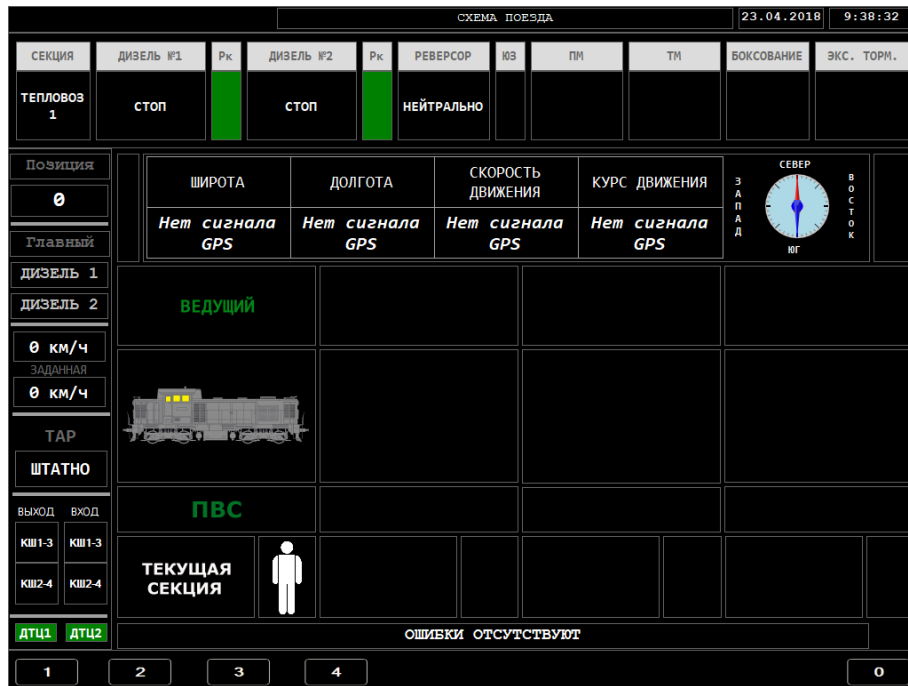 СХЕМА ПОЕЗДА
23.04.2018
9:38:32
СЕКЦИЯ
ДИЗЕЛЬ №1
Рк
ДИЗЕЛЬ №2
Рк
РЕВЕРСОР
ЮЗ
ПМ
ТМ
БОКСОВАНИЕ
ЭКС. ТОРМ.
ТЕПЛОВОЗ
1
СТОП
СТОП
НЕЙТРАЛЬНО
Позиция
0
Главный
ДИЗЕЛЬ 1
ДИЗЕЛЬ 2
0 км/ч
ЗАДАННАЯ
0 км/ч
ТАР
ШТАТНО
ВЫХОД
ВХОД
КШ1-3
КШ1-3
КШ2-4
КШ2-4
ДТЦ1
ДТЦ2
ШИРОТА
ДОЛГОТА
СКОРОСТЬ
ДВИЖЕНИЯ
КУРС ДВИЖЕНИЯ
Нет сигнала
GPS
Нет сигнала
GPS
Нет сигнала
GPS
Нет сигнала
GPS
СЕВЕР
ЗАПАД
ВОСТОК
ЮГ
ВЕДУЩИЙ
ПВС
ТЕКУЩАЯ
СЕКЦИЯ
ОШИБКИ ОТСУТСТВУЮТ
1
2
3
4
0